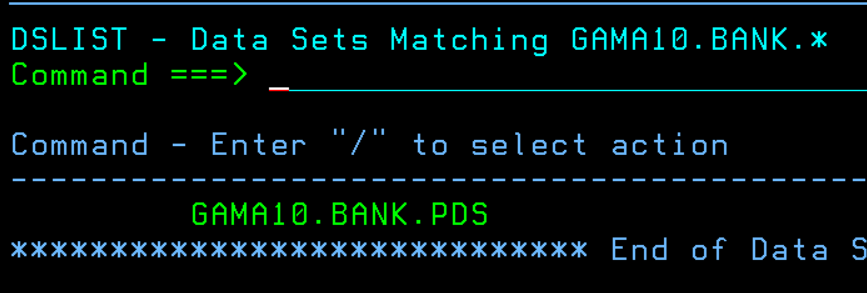 DSLIST - Data Sets Matching GAMA10.BANK.*
Command ===> _
Command - Enter "/" to select action
-------------------------------------------
GAMA10.BANK.PDS
***************************** End of Data S